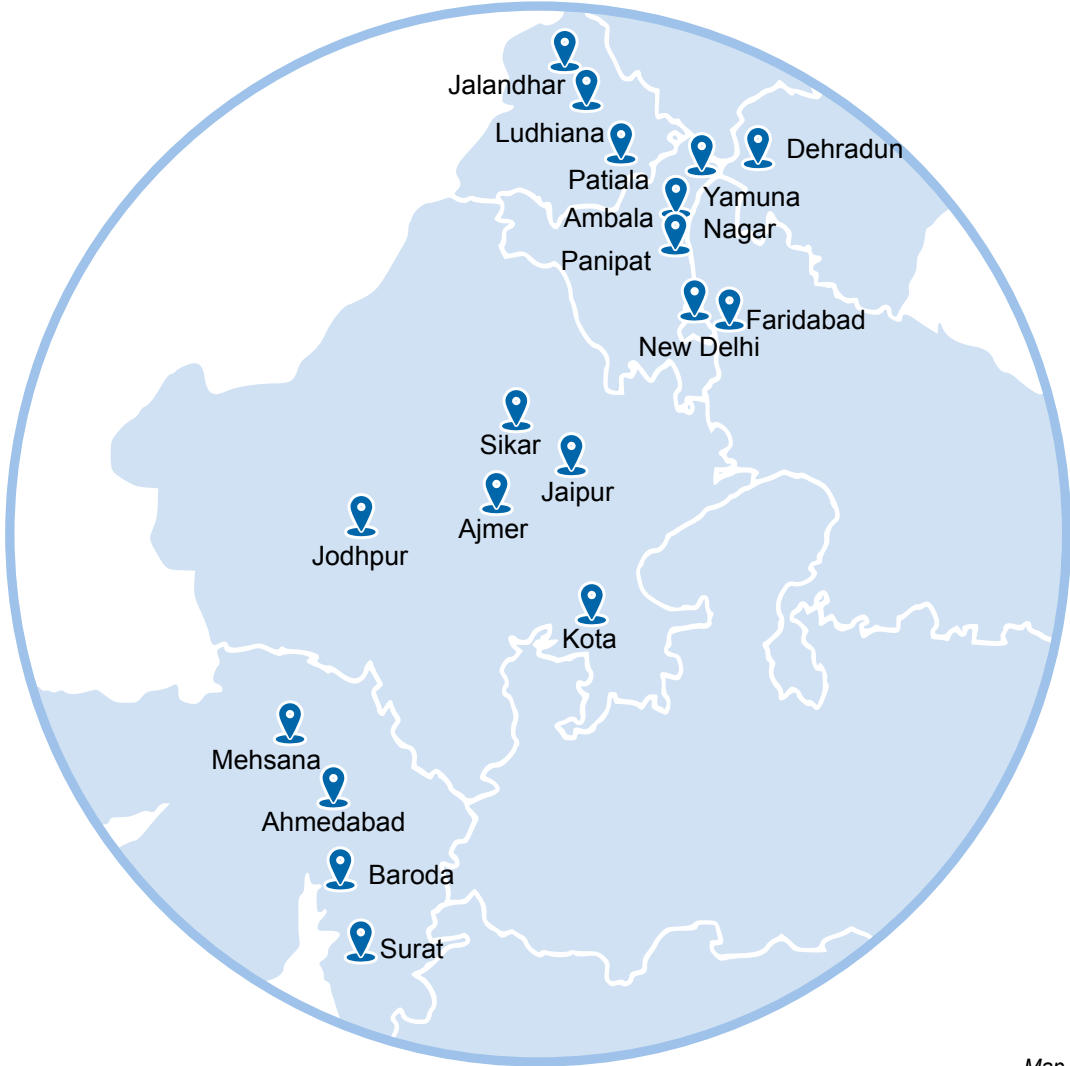 Jalandhar
Ludhiana
Dehradun
Patiala
Yamuna
Nagar
Ambala
Panipat
Faridabad
New Delhi
Sikar
Jaipur
Ajmer
Jodhpur
Kota
Mehsana
Ahmedabad
Baroda
Surat
Map